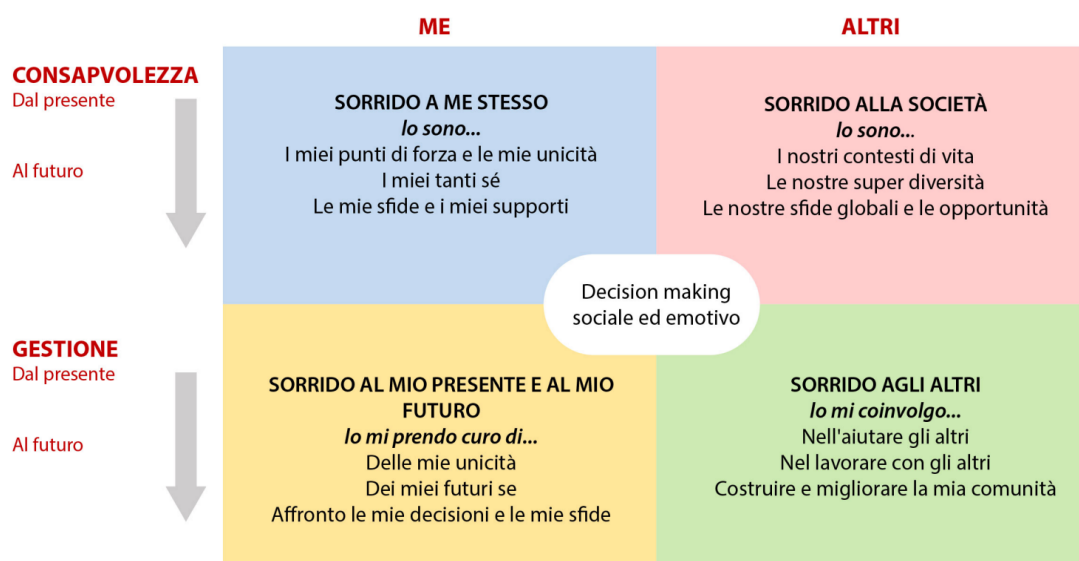 ME
ALTRI
CONSAPVOLEZZA
Dal presente
Al futuro
SORRIDO A ME STESSO
Io sono...
I miei punti di forza e le mie unicità
I miei tanti sé
Le mie sfide e i miei supporti
SORRIDO ALLA SOCIETÀ
Io sono...
I nostri contesti di vita
Le nostre super diversità
Le nostre sfide globali e le opportunità
Decision making
sociale ed emotivo
GESTIONE
Dal presente
Al futuro
SORRIDO AL MIO PRESENTE E AL MIO
FUTURO
Io mi prendo curo di...
Delle mie unicità
Dei miei futuri se
Affronto le mie decisioni e le mie sfide
SORRIDO AGLI ALTRI
Io mi coinvolgo...
Nell'aiutare gli altri
Nel lavorare con gli altri
Costruire e migliorare la mia comunità